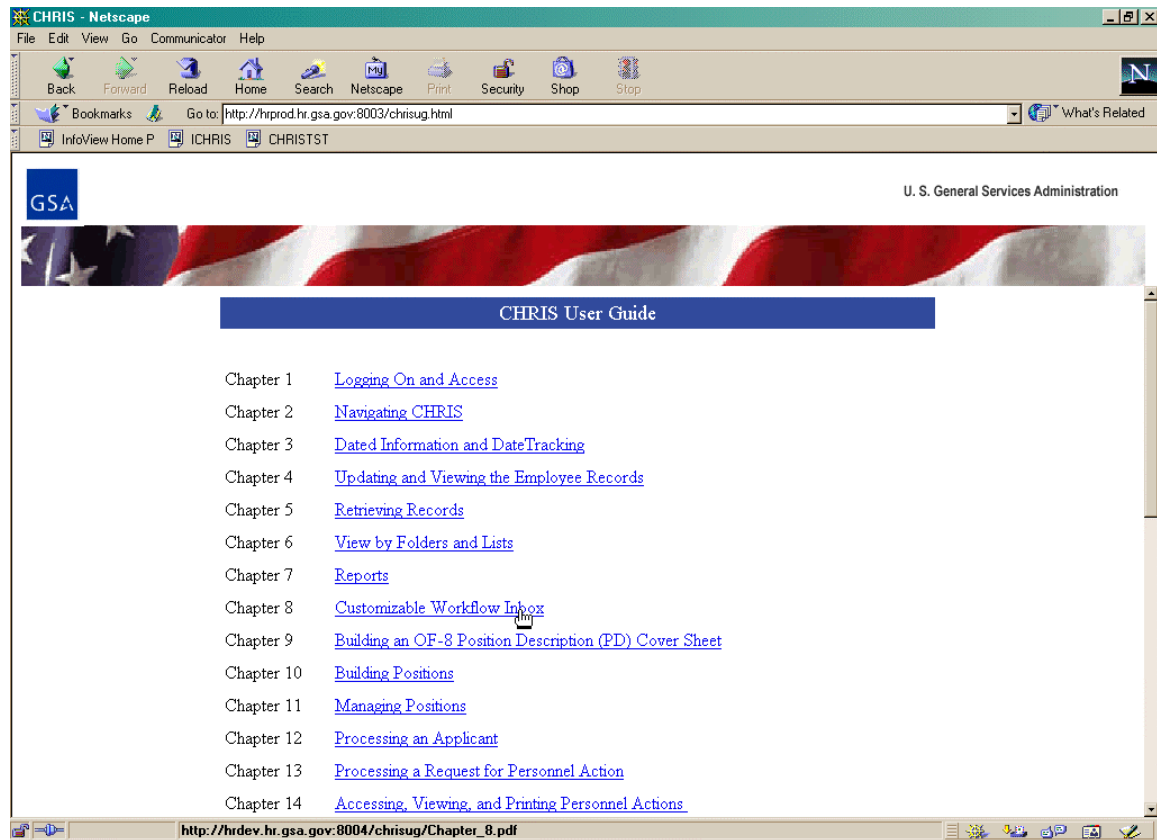 CHRIS - Netscape
File Edit View Go Communicator Help
My
Back Forward Reload Home Search Netscape Print Security Shop Stop
N
Bookmarks Go to: http://hrprod.hr.gsa.gov:8003/chrisug.html What's Related
InfoView Home P ICHRIS CHRISTST
GSA
U. S. General Services Administration
CHRIS User Guide
Chapter 1 Logging On and Access
Chapter 2 Navigating CHRIS
Chapter 3 Dated Information and DateTracking
Chapter 4 Updating and Viewing the Employee Records
Chapter 5 Retrieving Records
Chapter 6 View by Folders and Lists
Chapter 7 Reports
Chapter 8 Customizable Workflow Inbox
Chapter 9 Building an OF-8 Position Description (PD) Cover Sheet
Chapter 10 Building Positions
Chapter 11 Managing Positions
Chapter 12 Processing an Applicant
Chapter 13 Processing a Request for Personnel Action
Chapter 14 Accessing, Viewing, and Printing Personnel Actions
http://hrdev.hr.gsa.gov:8004/chrisug/Chapter_8.pdf